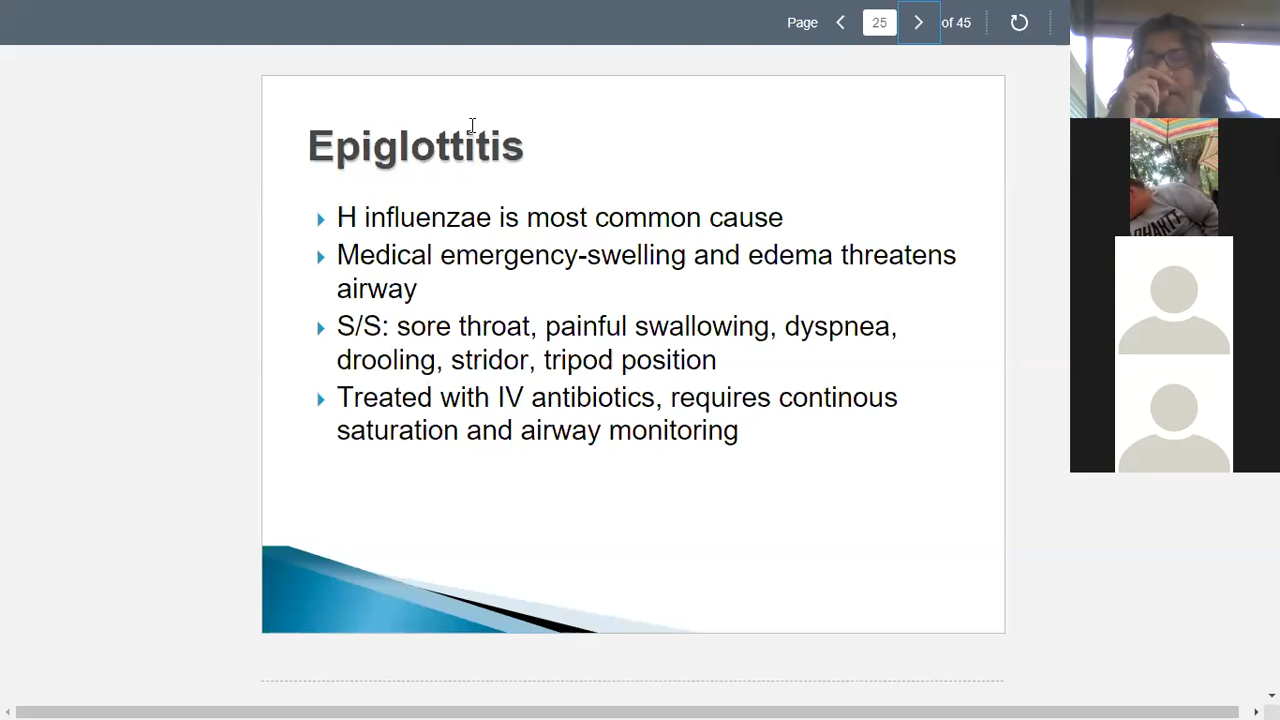 Page 25 of 45
Epiglottitis
H influenzae is most common cause
Medical emergency-swelling and edema threatens
airway
S/S: sore throat, painful swallowing, dyspnea,
drooling, stridor, tripod position
Treated with IV antibiotics, requires continous
saturation and airway monitoring